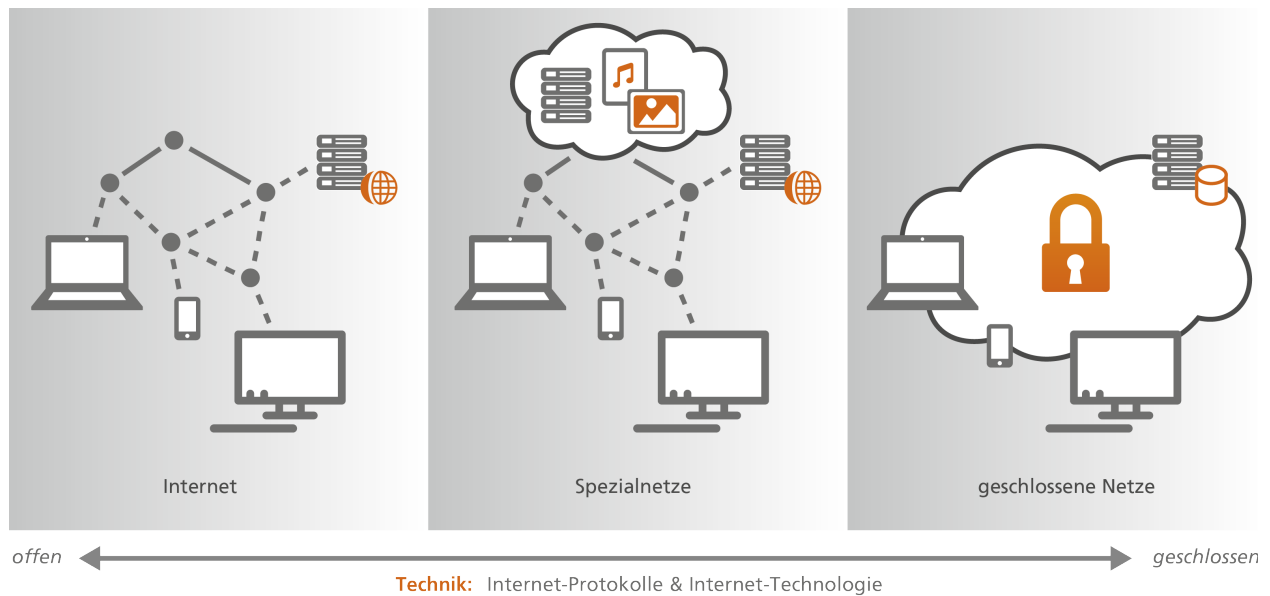 Internet
Spezialnetze
geschlossene Netze
offen
geschlossen
Technik: Internet-Protokolle & Internet-Technologie